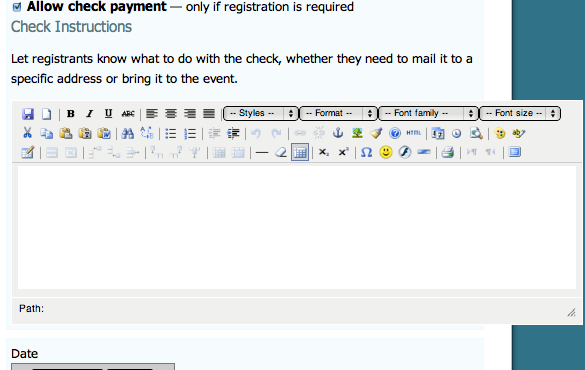 Allow check payment — only if registration is required
Check Instructions
Let registrants know what to do with the check, whether they need to mail it to a
specific address or bring it to the event.
B I U ABC -- Styles -- -- Format -- -- Font family -- -- Font size --
HTML
Path:
Date